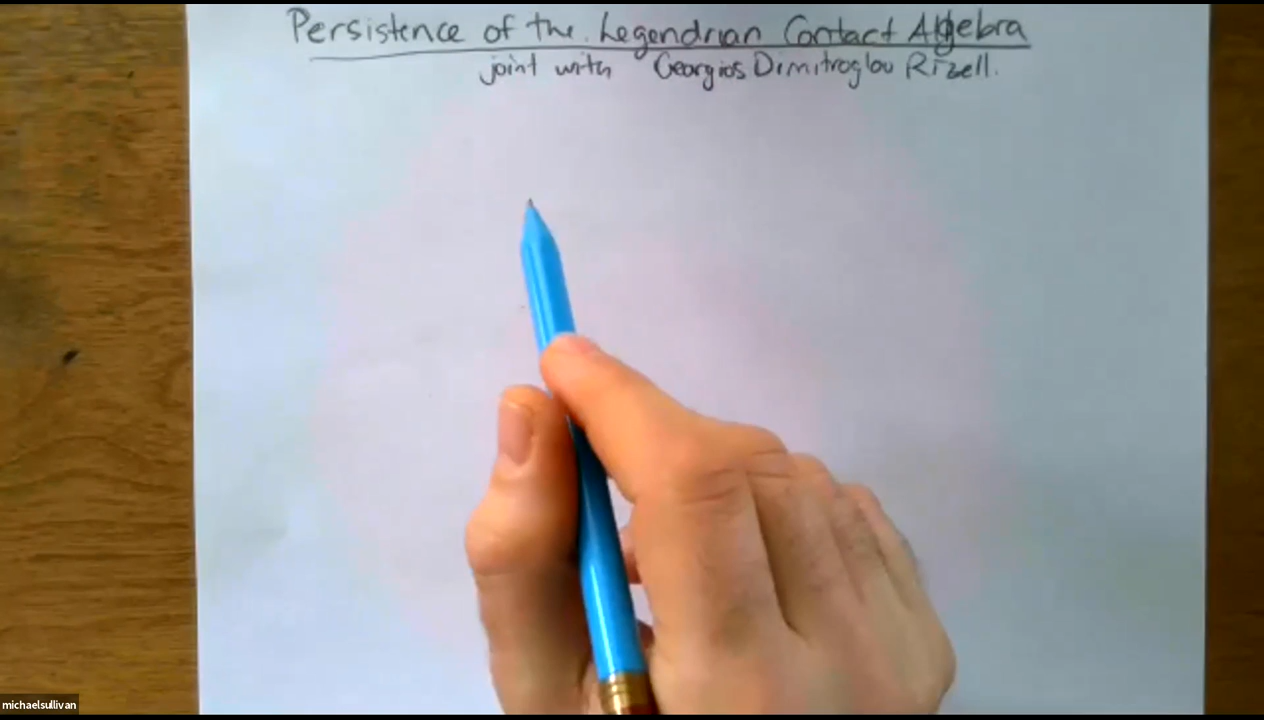 Persistence of the Legendrian Contact Algebra
joint with Georgios Dimitroglou Rizell.
michaelsullivan